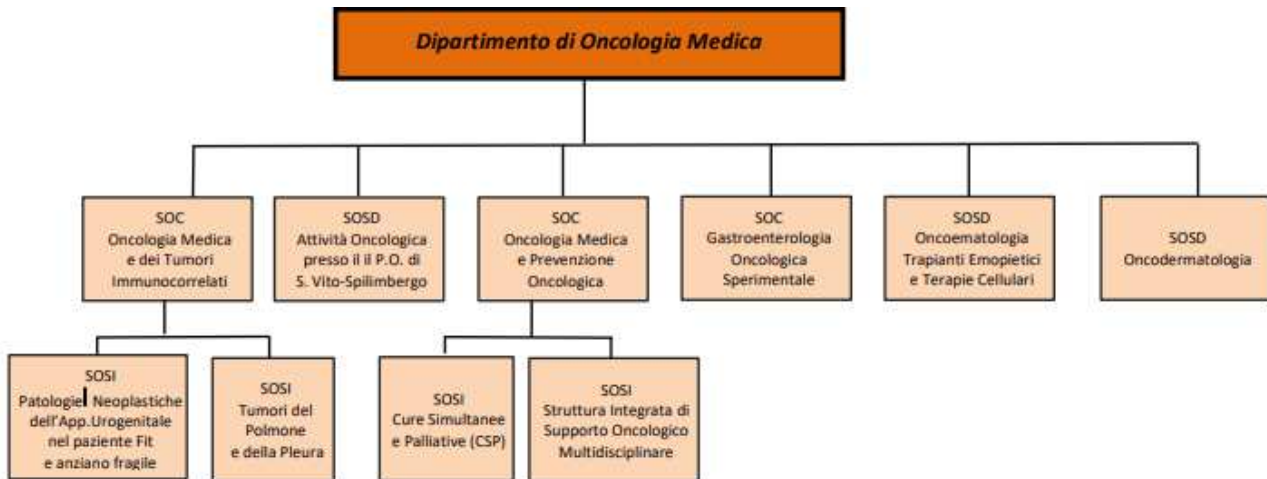 Dipartimento di Oncologia Medica
SOC
Oncologia Medica
e dei Tumori
Immunocorrelati
SOSD
Attività Oncologica
presso il il P.O. di
S. Vito-Spilimbergo
SOC
Oncologia Medica
e Prevenzione
Oncologica
SOC
Gastroenterologia
Oncologica
Sperimentale
SOSD
Oncoematologia
Trapianti Emopietici
e Terapie Cellulari
SOSD
Oncodermatologia
SOSI
Patologie Neoplastiche
dell'App.Urogenitale
nel paziente Fit
e anziano fragile
SOSI
Tumori del
Polmone
e della Pleura
SOSI
Cure Simultanee
e Palliative (CSP)
SOSI
Struttura Integrata di
Supporto Oncologico
Multidisciplinare